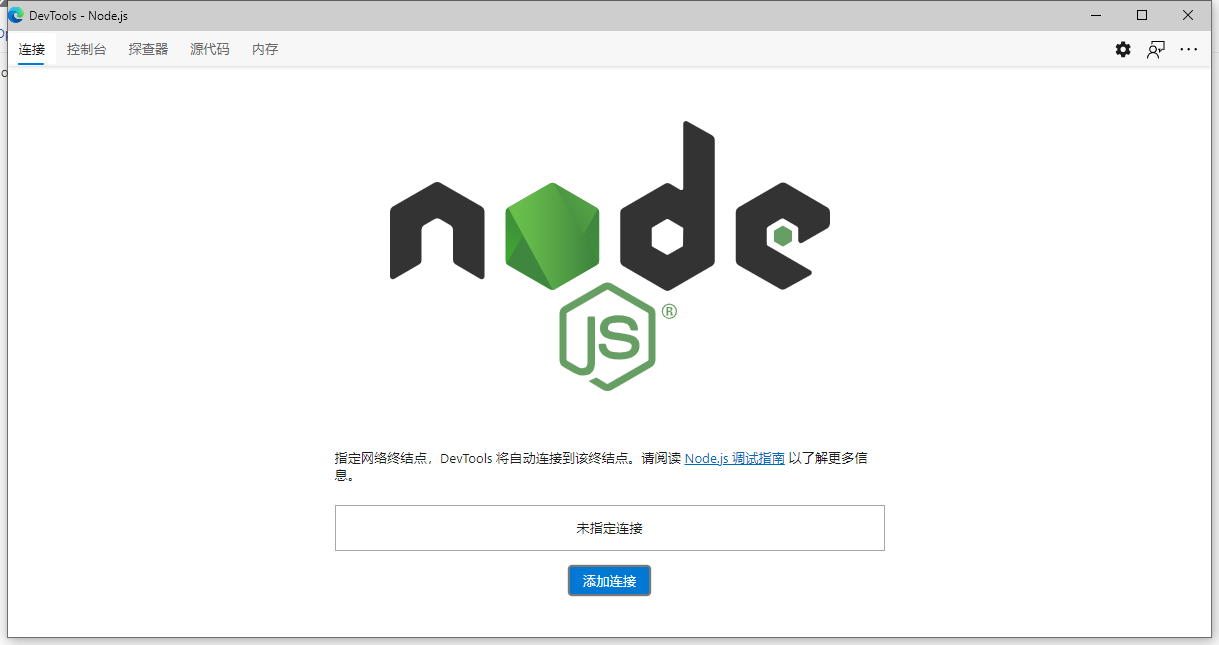 DevTools - Node.js
连接 控制台 探查器 源代码 内存
node
JS ®
指定网络终结点，DevTools 将自动连接到该终结点。请阅读 Node.js 调试指南 以了解更多信
息。
未指定连接
添加连接